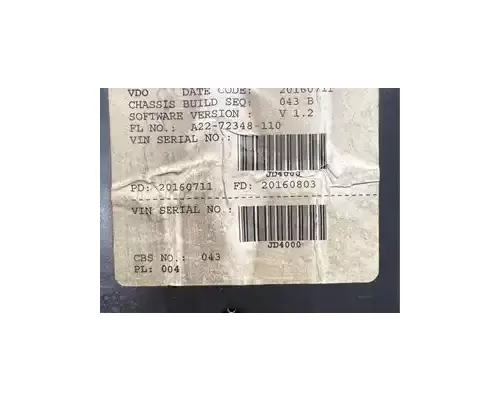 VDO DATE CODE: 20160711
CHASSIS BUILD SEQ: 043 B
SOFTWARE VERSION : V 1.2
FL NO.: A22-72348-110
VIN SERIAL NO.:
JD4000
PD: 20160711 FD: 20160803
VIN SERIAL NO.:
JD4000
CBS NO.: 043
PL: 004